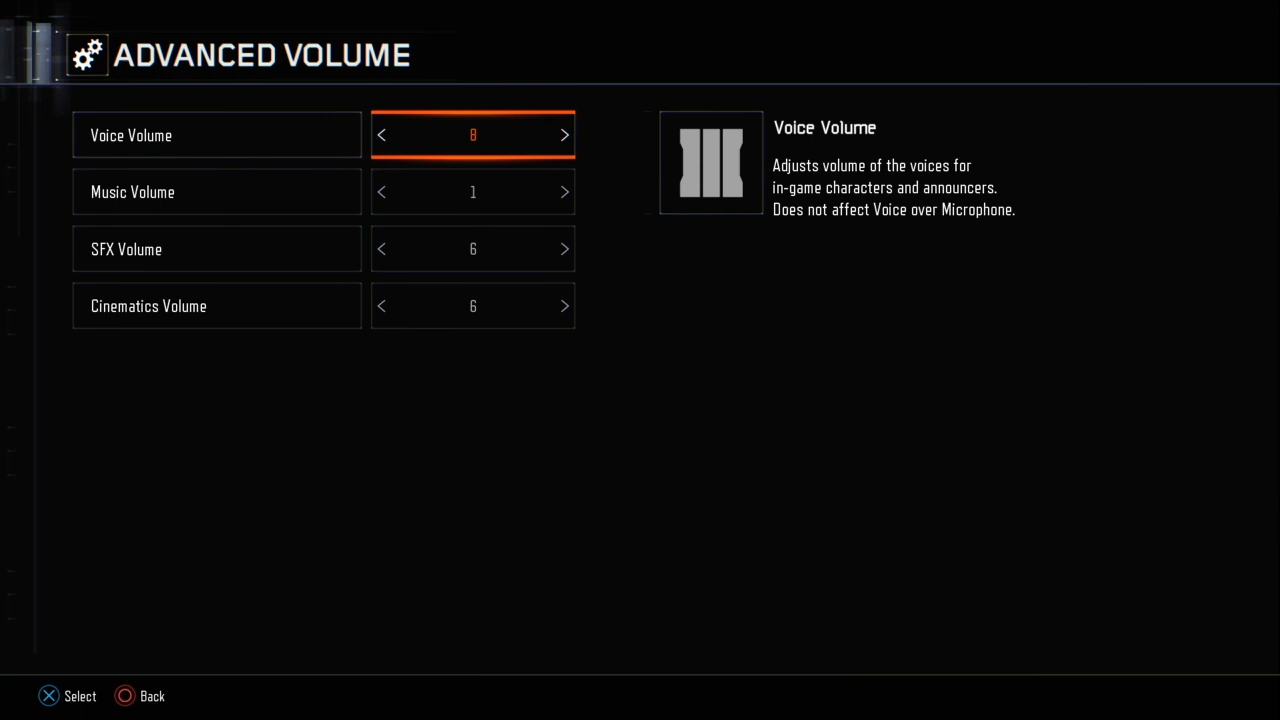 ADVANCED VOLUME
Voice Volume
8
Music Volume
1
SFX Volume
6
Cinematics Volume
6
Voice Volume
Adjusts volume of the voices for
in-game characters and announcers.
Does not affect Voice over Microphone.
Select
Back